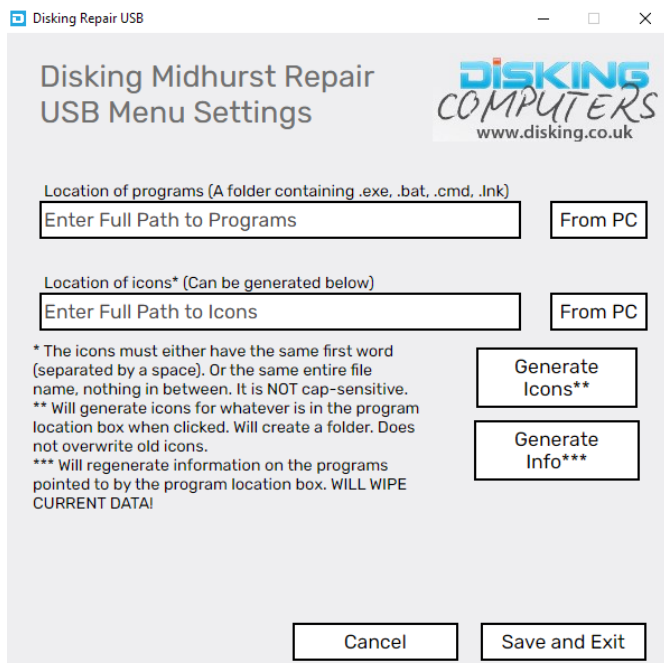 Disking Repair USB
Disking Midhurst Repair
USB Menu Settings
DISKING
COMPUTERS
www.disking.co.uk
Location of programs (A folder containing .exe, .bat, .cmd, .lnk)
Enter Full Path to Programs
From PC
Location of icons* (Can be generated below)
Enter Full Path to Icons
From PC
* The icons must either have the same first word
(separated by a space). Or the same entire file
name, nothing in between. It is NOT cap-sensitive.
** Will generate icons for whatever is in the program
location box when clicked. Will create a folder. Does
not overwrite old icons.
*** Will regenerate information on the programs
pointed to by the program location box. WILL WIPE
CURRENT DATA!
Generate
Icons**
Generate
Info***
Cancel
Save and Exit